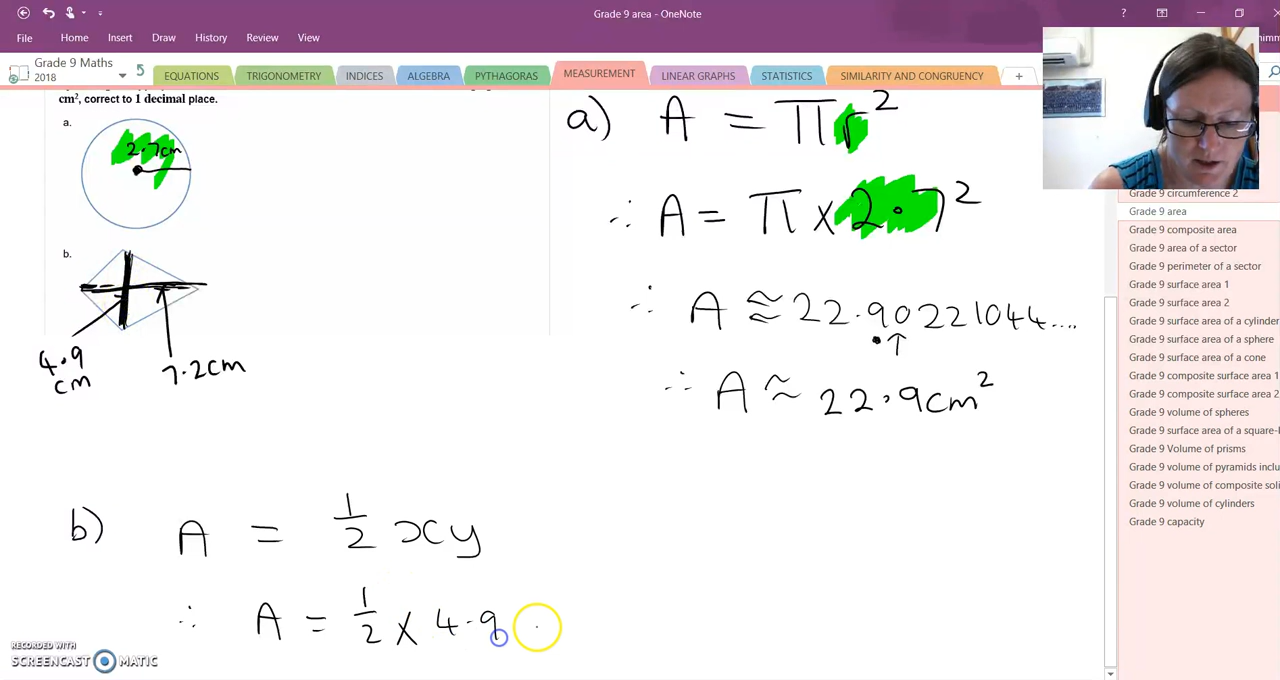 Grade 9 area - OneNote
File Home Insert Draw History Review View
Grade 9 Maths
2018
EQUATIONS TRIGONOMETRY INDICES ALGEBRA PYTHAGORAS MEASUREMENT LINEAR GRAPHS STATISTICS SIMILARITY AND CONGRUENCY
cm², correct to 1 decimal place.
a.
2.7cm
b.
4.9
cm
7.2cm
a) A = πr²
∴ A = π x 2.7²
∴ A ≈ 22.90221044....
∴ A ≈ 22.9cm²
b) A = 1/2 xy
∴ A = 1/2 x 4.9
Grade 9 circumference 2
Grade 9 area
Grade 9 composite area
Grade 9 area of a sector
Grade 9 perimeter of a sector
Grade 9 surface area 1
Grade 9 surface area 2
Grade 9 surface area of a cylinder
Grade 9 surface area of a sphere
Grade 9 surface area of a cone
Grade 9 composite surface area 1
Grade 9 composite surface area 2
Grade 9 volume of spheres
Grade 9 surface area of a square-
Grade 9 Volume of prisms
Grade 9 volume of pyramids inclu
Grade 9 volume of composite soli
Grade 9 volume of cylinders
Grade 9 capacity
RECORDED WITH
SCREENCAST MATIC